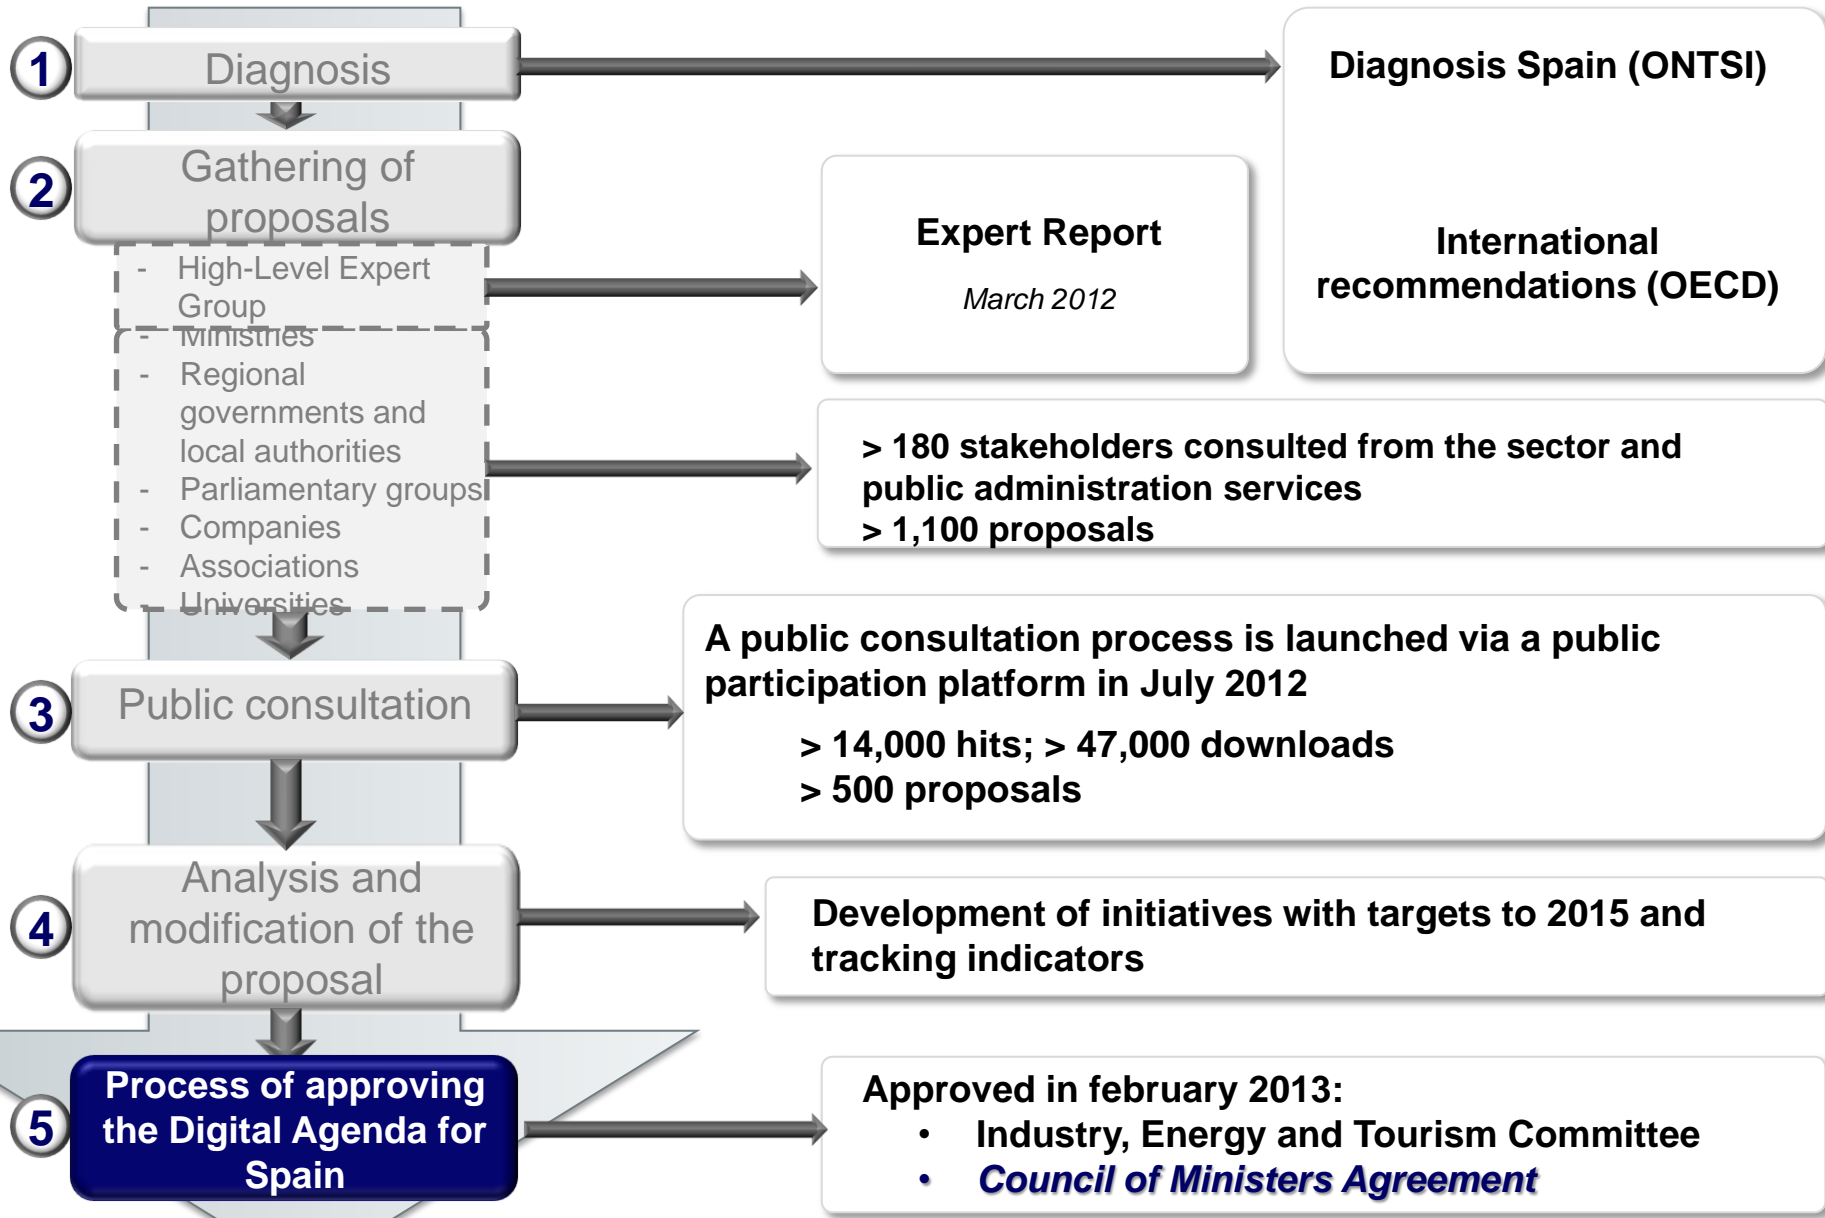 1
Diagnosis
Diagnosis Spain (ONTSI)
International
recommendations (OECD)
2
Gathering of
proposals
- High-Level Expert
Group
Expert Report
March 2012
- Ministries
- Regional
governments and
local authorities
- Parliamentary groups
- Companies
- Associations
- Universities
> 180 stakeholders consulted from the sector and
public administration services
> 1,100 proposals
3
Public consultation
A public consultation process is launched via a public
participation platform in July 2012
> 14,000 hits; > 47,000 downloads
> 500 proposals
4
Analysis and
modification of the
proposal
Development of initiatives with targets to 2015 and
tracking indicators
5
Process of approving
the Digital Agenda for
Spain
Approved in february 2013:
• Industry, Energy and Tourism Committee
• Council of Ministers Agreement